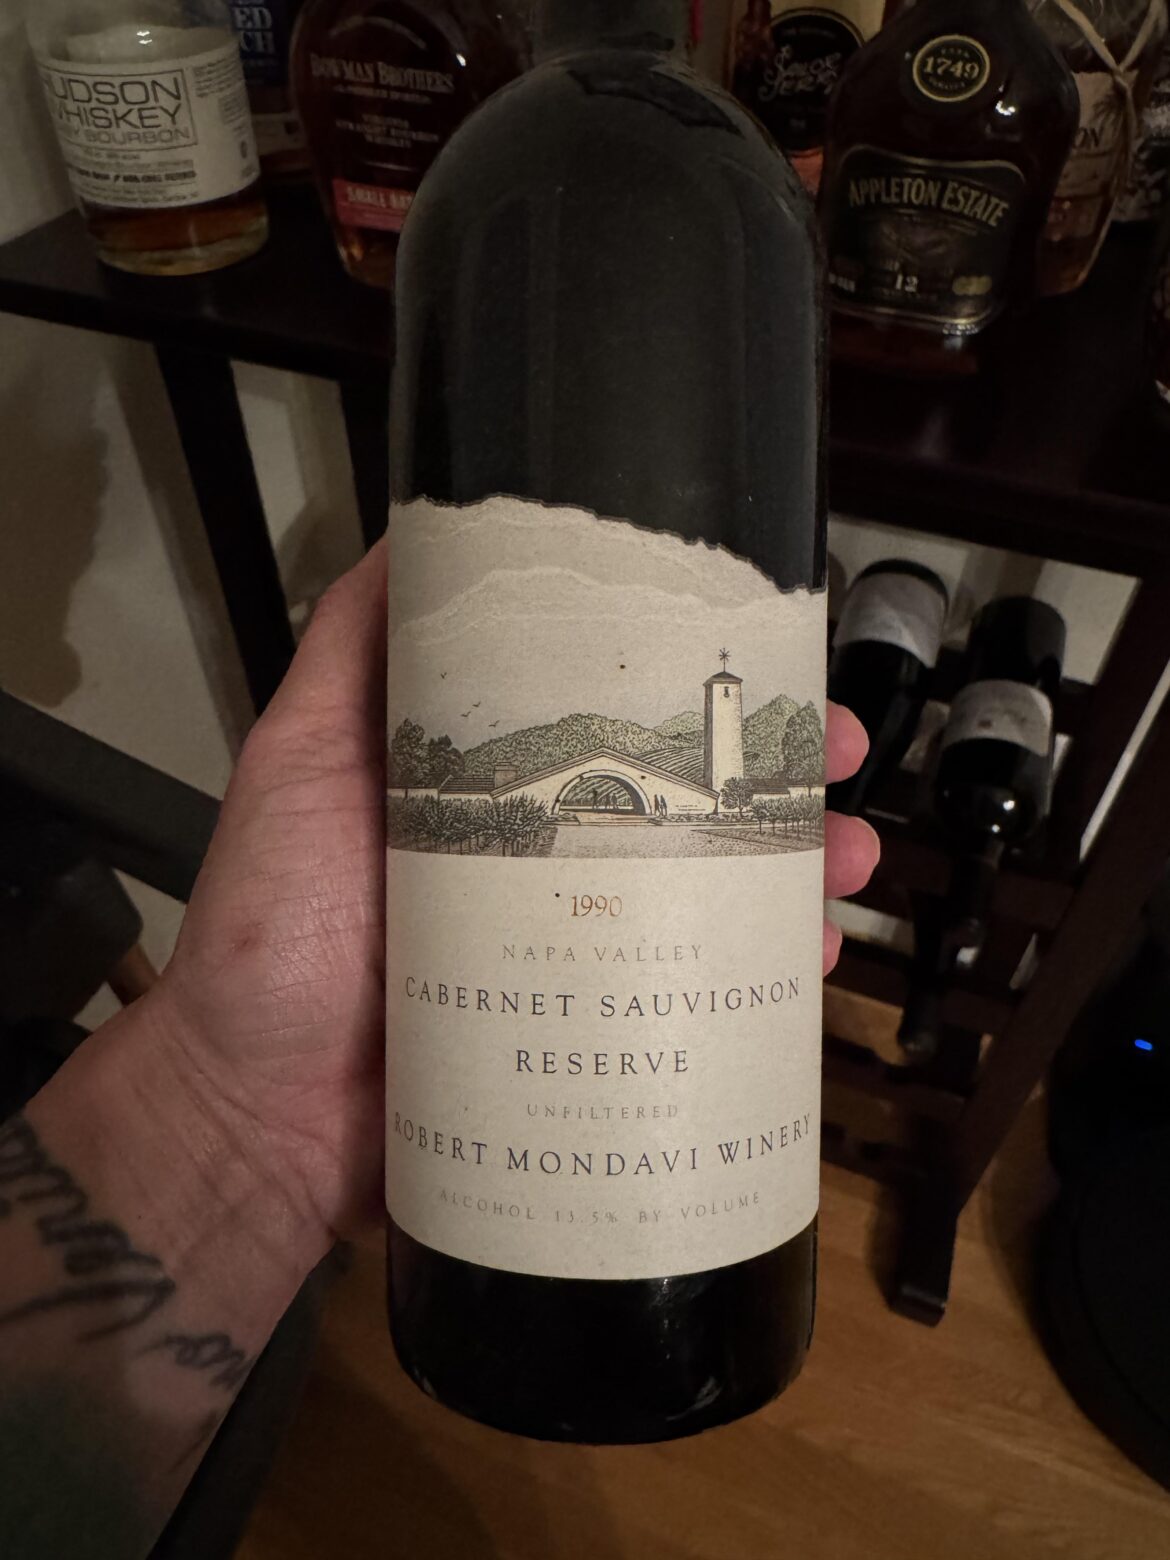 HUDSON
WHISKEY
BOURBON
BOWMAN BROTHERS
SMALL
1749
APPLETON ESTATE
12
1990
NAPA VALLEY
CABERNET SAUVIGNON
RESERVE
UNFILTERED
ROBERT MONDAVI WINERY
ALCOHOL 13.5% BY VOLUME